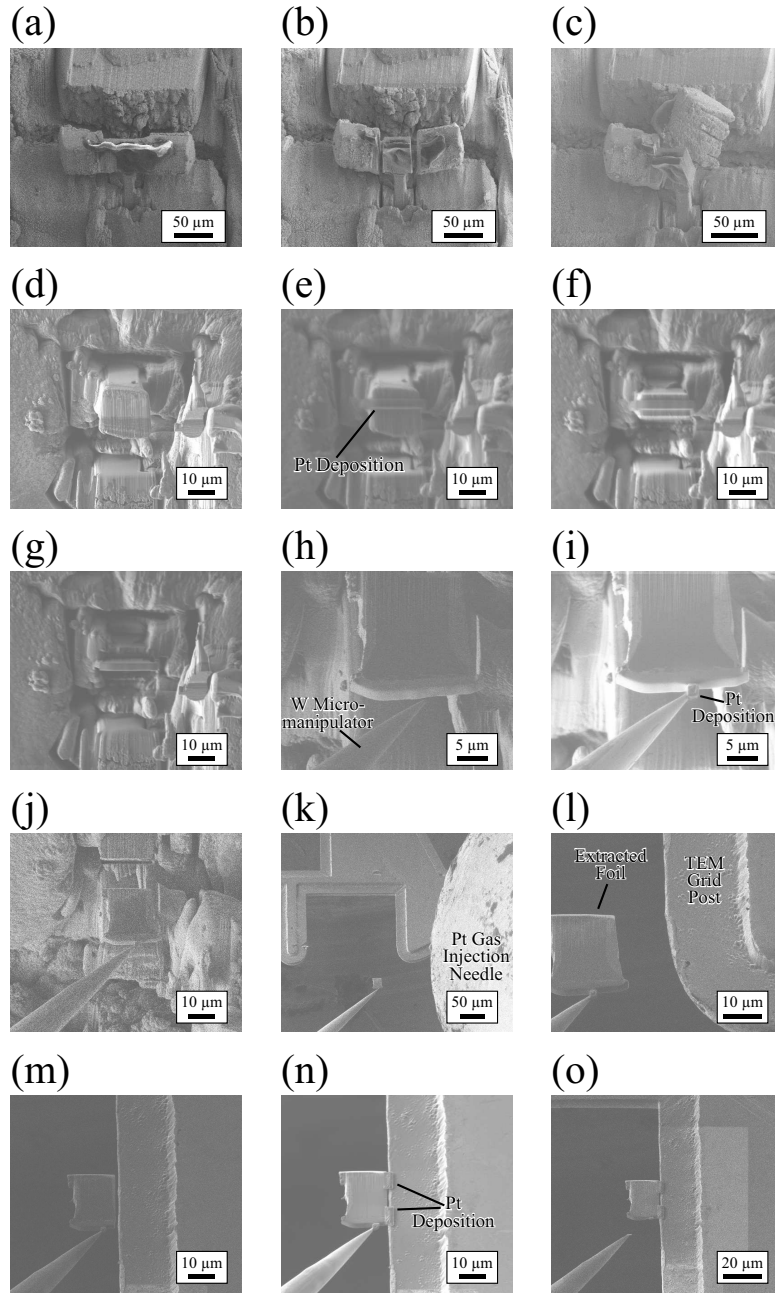 (a)
(b)
(c)
50 µm
50 µm
50 µm
(d)
(e)
(f)
Pt Deposition
10 µm
10 µm
10 µm
(g)
(h)
(i)
W Micro-
manipulator
Pt
Deposition
10 µm
5 µm
5 µm
(j)
(k)
(l)
Extracted
Foil
TEM
Grid
Post
Pt Gas
Injection
Needle
10 µm
50 µm
10 µm
(m)
(n)
(o)
Pt
Deposition
10 µm
10 µm
20 µm